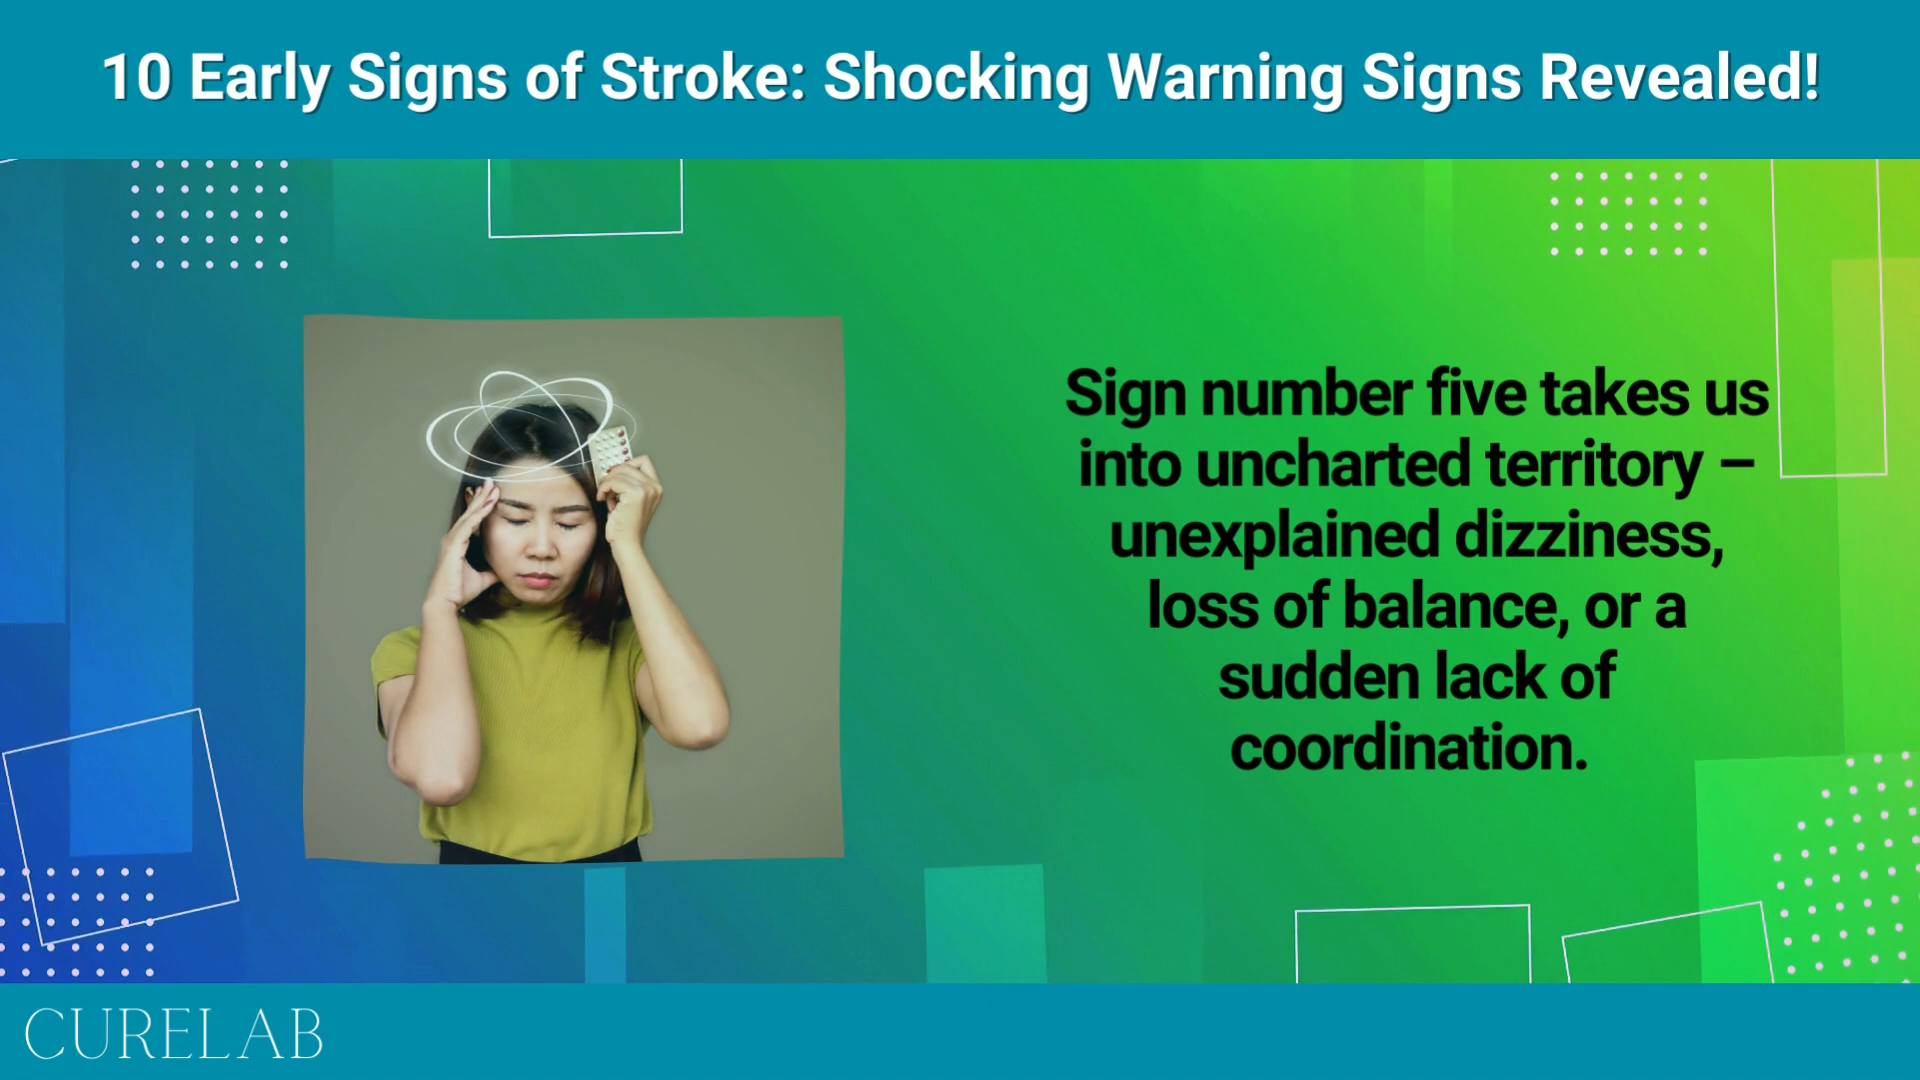 10 Early Signs of Stroke: Shocking Warning Signs Revealed!
Sign number five takes us
into uncharted territory –
unexplained dizziness,
loss of balance, or a
sudden lack of
coordination.
CURELAB